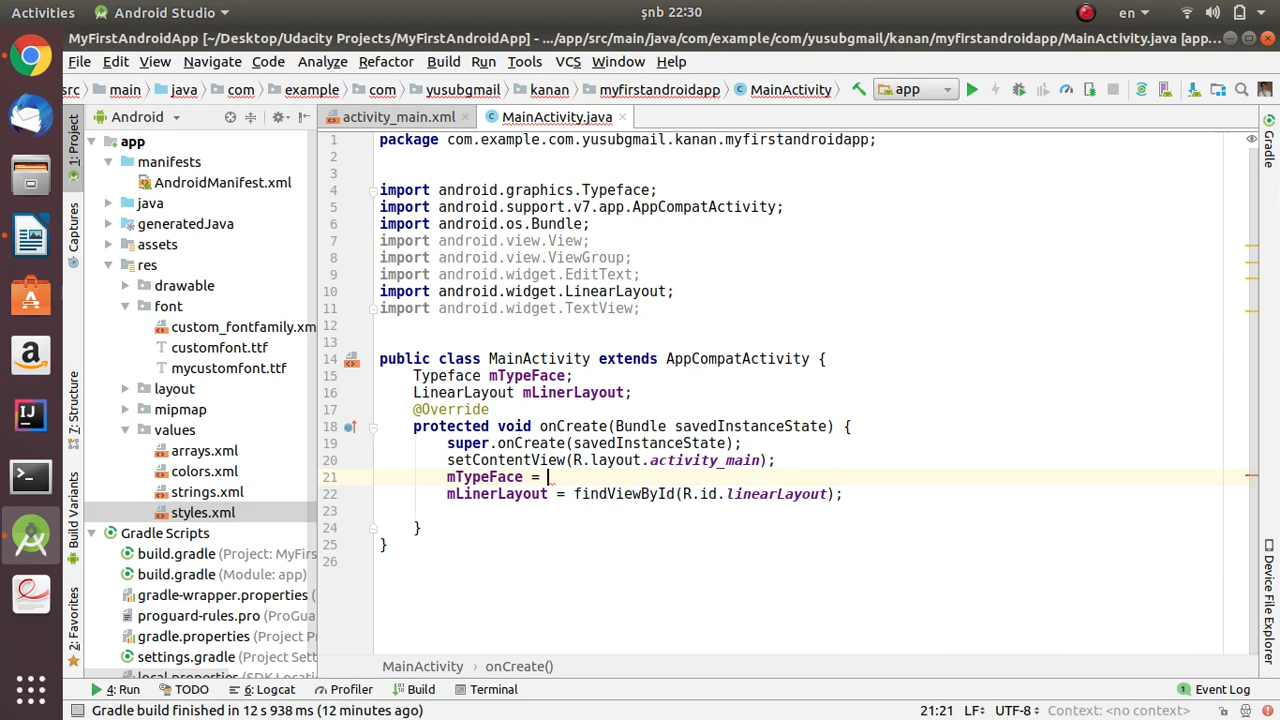 Activities
Android Studio
şnb 22:30
en
MyFirstAndroidApp [~/Desktop/Udacity Projects/MyFirstAndroidApp] - .../app/src/main/java/com/example/com/yusubgmail/kanan/myfirstandroidapp/MainActivity.java [app...
File Edit View Navigate Code Analyze Refactor Build Run Tools VCS Window Help
src main java com example com yusubgmail kanan myfirstandroidapp MainActivity app
Android
activity_main.xml
MainActivity.java
1: Project
Captures
7: Structure
Build Variants
2: Favorites
app
manifests
AndroidManifest.xml
java
generatedJava
assets
res
drawable
font
custom_fontfamily.xm
customfont.ttf
mycustomfont.ttf
layout
mipmap
values
arrays.xml
colors.xml
strings.xml
styles.xml
Gradle Scripts
build.gradle (Project: MyFirs
build.gradle (Module: app)
gradle-wrapper.properties
proguard-rules.pro (ProGua
gradle.properties (Project P
settings.gradle (Project Sett
local.properties (SDK Locat
1 package com.example.com.yusubgmail.kanan.myfirstandroidapp;
2
3
4 import android.graphics.Typeface;
5 import android.support.v7.app.AppCompatActivity;
6 import android.os.Bundle;
7 import android.view.View;
8 import android.view.ViewGroup;
9 import android.widget.EditText;
10 import android.widget.LinearLayout;
11 import android.widget.TextView;
12
13
14 public class MainActivity extends AppCompatActivity {
15 Typeface mTypeFace;
16 LinearLayout mLinerLayout;
17 @Override
18 protected void onCreate(Bundle savedInstanceState) {
19 super.onCreate(savedInstanceState);
20 setContentView(R.layout.activity_main);
21 mTypeFace =
22 mLinerLayout = findViewById(R.id.linearLayout);
23
24 }
25 }
26
Gradle
Device File Explorer
MainActivity onCreate()
4: Run TODO 6: Logcat Profiler Build Terminal 1 Event Log
Gradle build finished in 12 s 938 ms (12 minutes ago)
21:21 LF÷ UTF-8÷ Context: <no context>